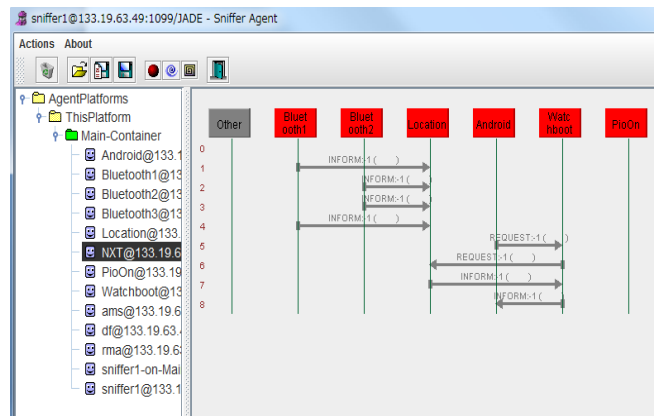 sniffer1@133.19.63.49:1099/JADE - Sniffer Agent
Actions About
AgentPlatforms
ThisPlatform
Main-Container
Android@133.1
Bluetooth1@13
Bluetooth2@13
Bluetooth3@13
Location@133.
NXT@133.19.6
PioOn@133.19
Watchboot@13
ams@133.19.6
df@133.19.63.
rma@133.19.63
sniffer1-on-Mai
sniffer1@133.1
Other
Bluet
ooth1
Bluet
ooth2
Location
Android
Watc
hboot
PioOn
0
1
INFORM:-1 ( )
2
INFORM:-1 ( )
3
INFORM:-1 ( )
4
INFORM:-1 ( )
5
REQUEST:-1 ( )
6
REQUEST:-1 ( )
7
INFORM:-1 ( )
8
INFORM:-1 ( )